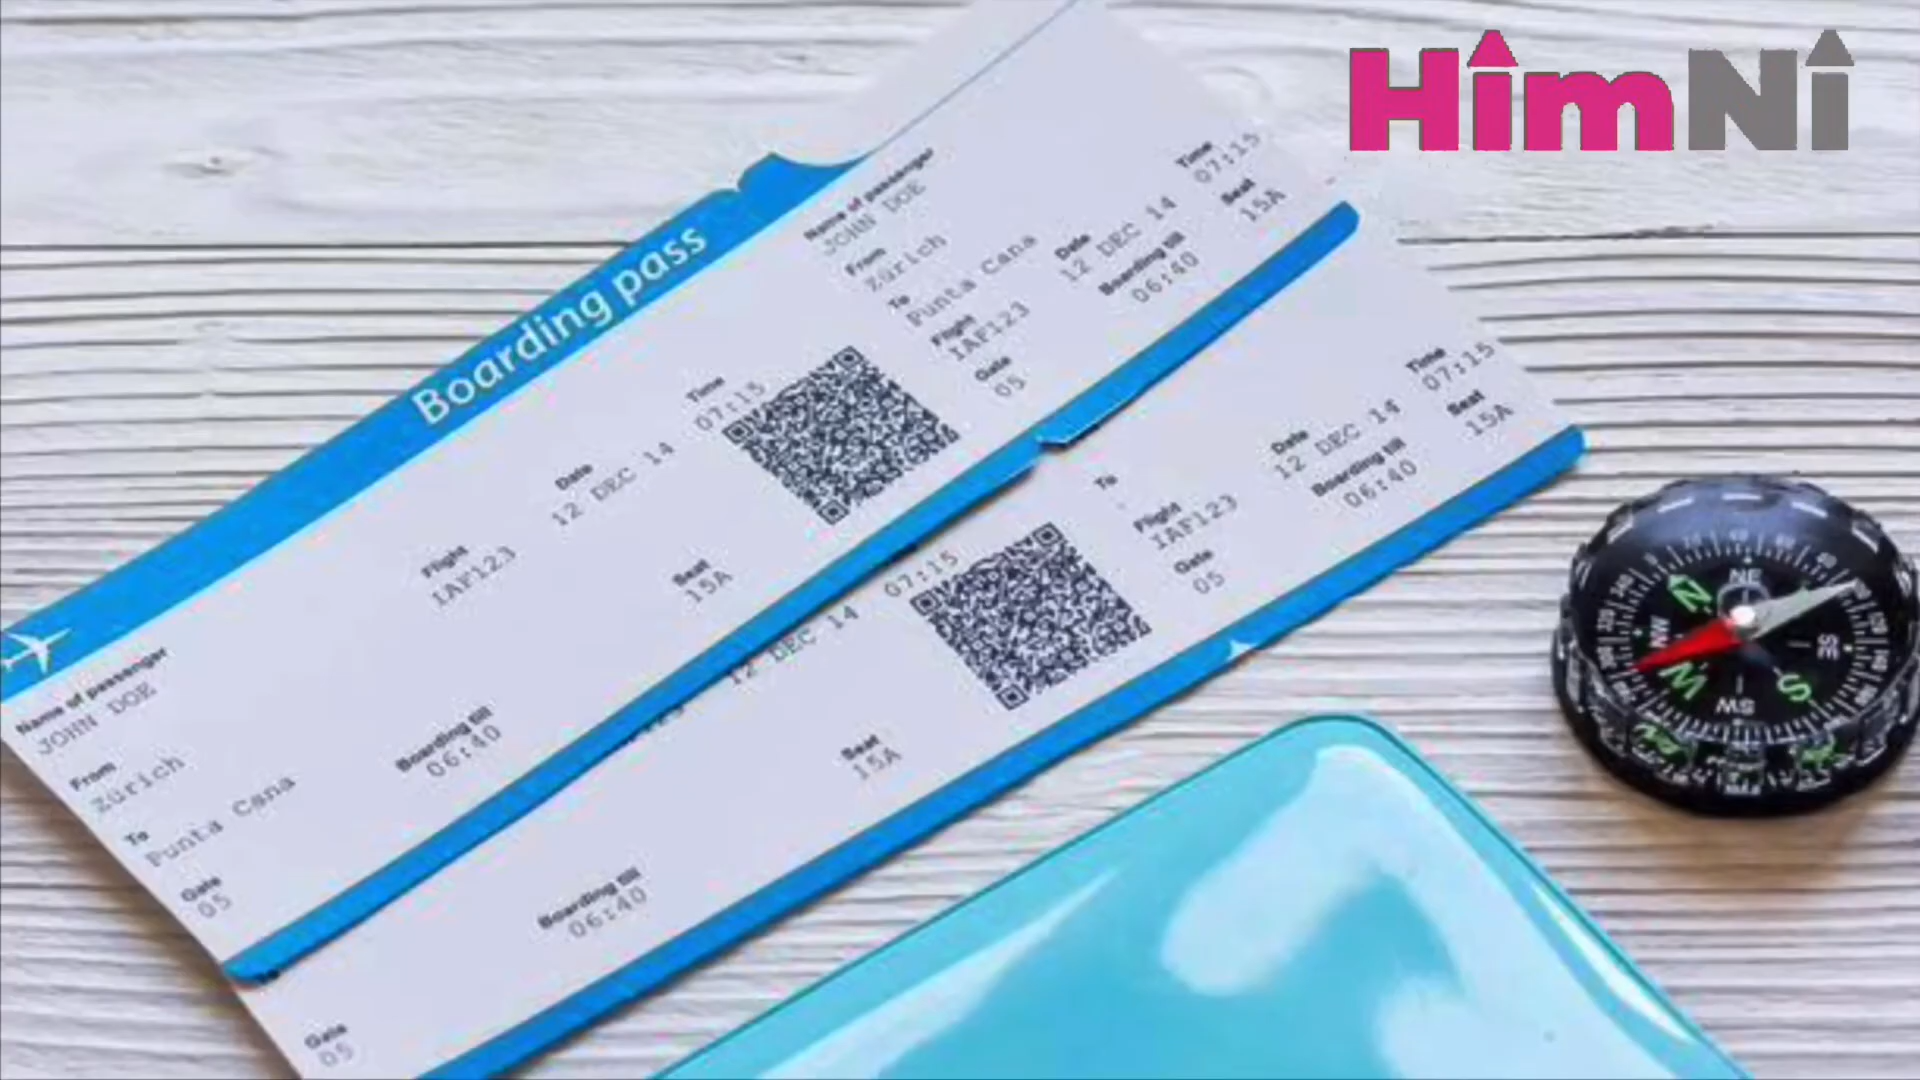 HimNi
Boarding pass
Name of passenger
JOHN DOE
From
Zürich
To
Punta Cana
Gate
05
Flight
IAF123
Boarding till
06:40
Date
12 DEC 14
Seat
15A
Time
07:15
Name of passenger
JOHN DOE
From
Zürich
To
Punta Cana
Flight
IAF123
Gate
05
Date
12 DEC 14
Boarding till
06:40
Time
07:15
Seat
15A
Gate
05
Boarding till
06:40
12 DEC 14
Seat
15A
07:15
To
Flight
IAF123
Gate
05
Date
12 DEC 14
Boarding till
06:40
Time
07:15
Seat
15A
N
NE
SE
S
SW
W
NW